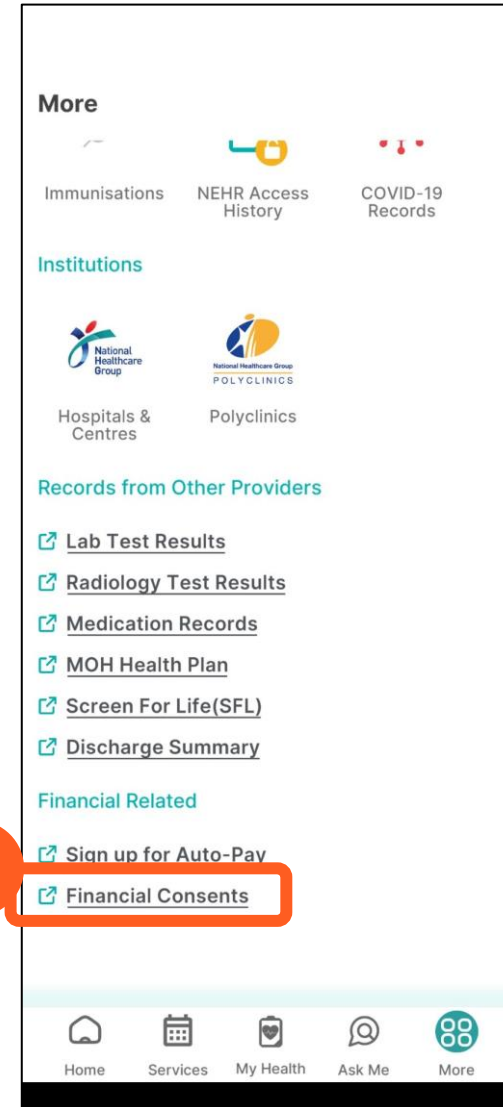 More
Immunisations
NEHR Access
History
COVID-19
Records
Institutions
National
Healthcare
Group
National Healthcare Group
POLYCLINICS
Hospitals &
Centres
Polyclinics
Records from Other Providers
Lab Test Results
Radiology Test Results
Medication Records
MOH Health Plan
Screen For Life(SFL)
Discharge Summary
Financial Related
Sign up for Auto-Pay
Financial Consents
Home
Services
My Health
Ask Me
More